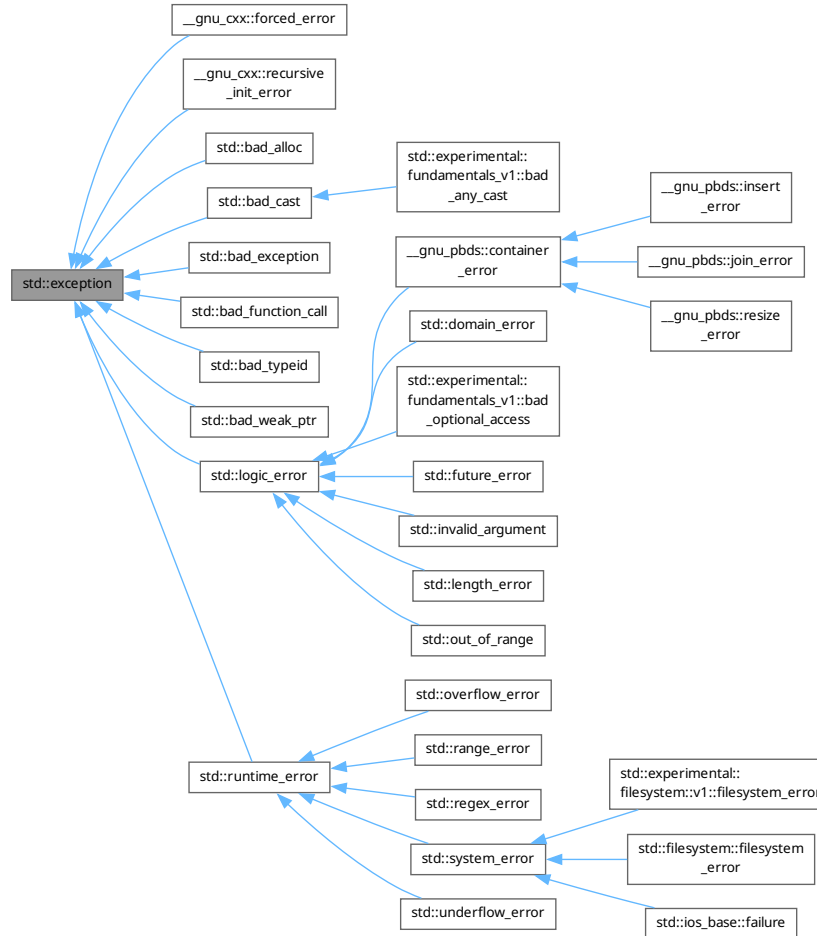 __gnu_cxx::forced_error
__gnu_cxx::recursive
_init_error
std::bad_alloc
std::bad_cast
std::experimental::
fundamentals_v1::bad
_any_cast
std::bad_exception
std::exception
std::bad_function_call
std::bad_typeid
std::bad_weak_ptr
__gnu_pbds::container
_error
__gnu_pbds::insert
_error
__gnu_pbds::join_error
__gnu_pbds::resize
_error
std::domain_error
std::experimental::
fundamentals_v1::bad
_optional_access
std::logic_error
std::future_error
std::invalid_argument
std::length_error
std::out_of_range
std::overflow_error
std::range_error
std::runtime_error
std::regex_error
std::system_error
std::experimental::
filesystem::v1::filesystem_error
std::filesystem::filesystem
_error
std::ios_base::failure
std::underflow_error